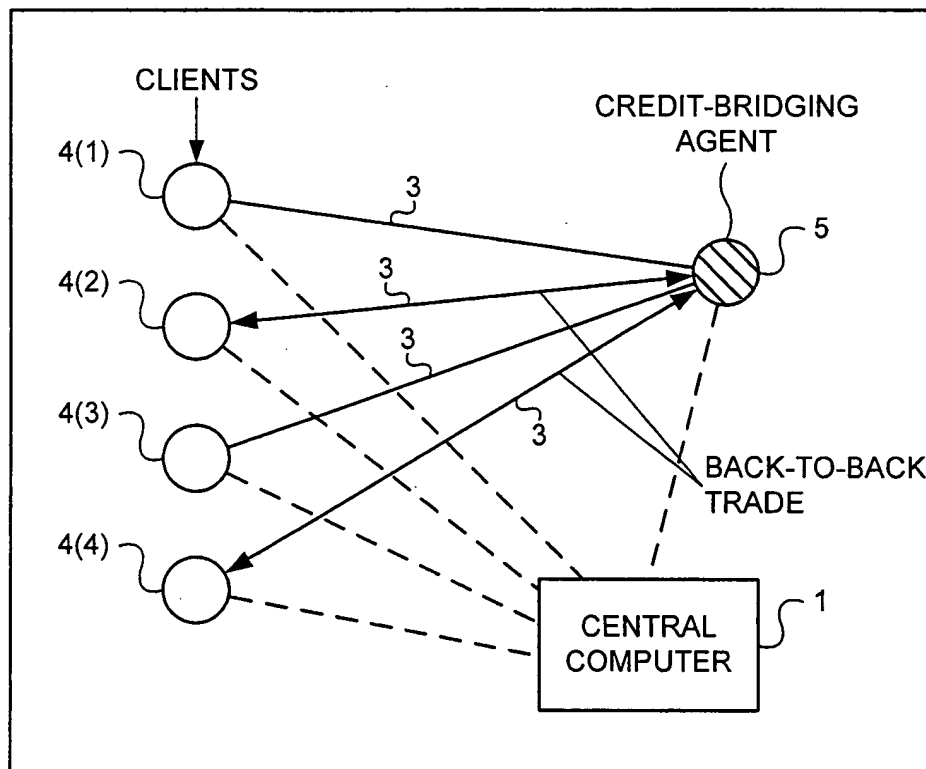 CLIENTS
CREDIT-BRIDGING
AGENT
4(1)
3
5
4(2)
3
3
4(3)
3
BACK-TO-BACK
TRADE
4(4)
1
CENTRAL
COMPUTER